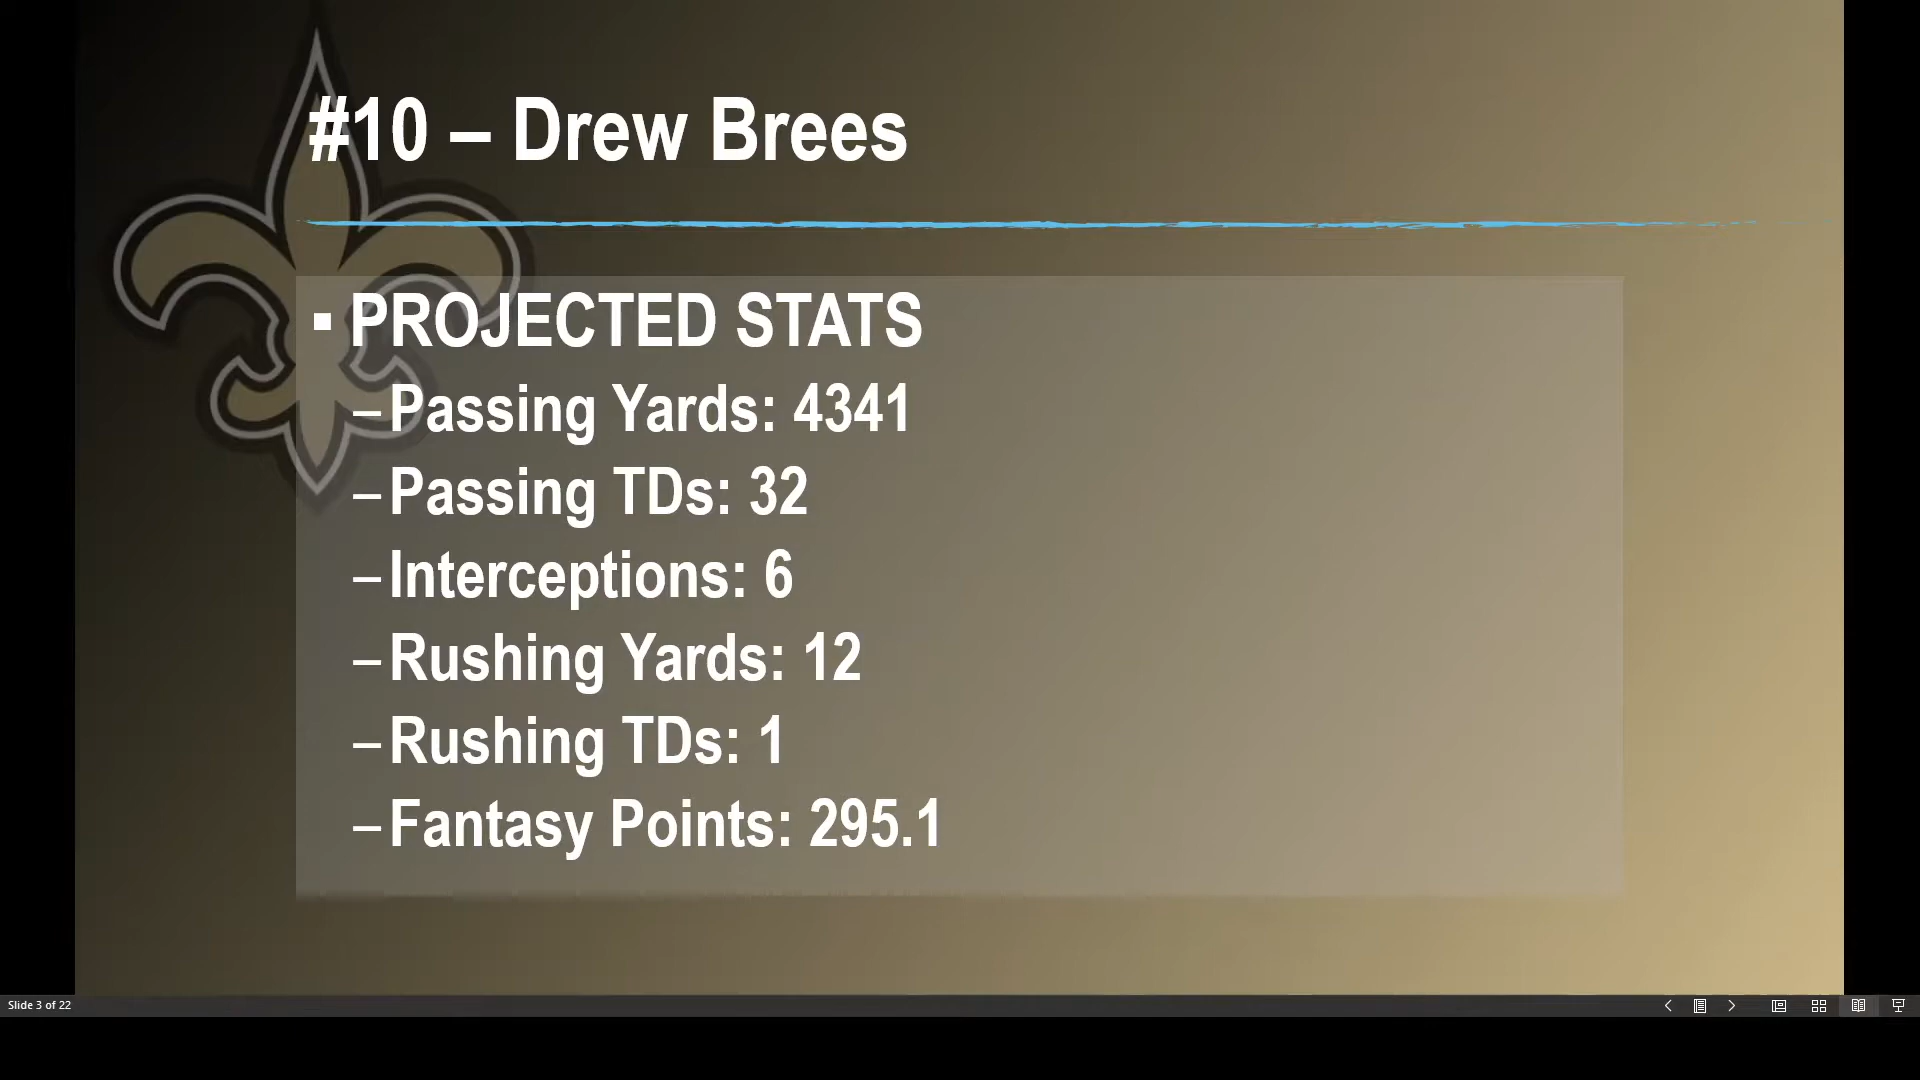 #10 – Drew Brees
▪ PROJECTED STATS
–Passing Yards: 4341
–Passing TDs: 32
–Interceptions: 6
–Rushing Yards: 12
–Rushing TDs: 1
–Fantasy Points: 295.1
Slide 3 of 22